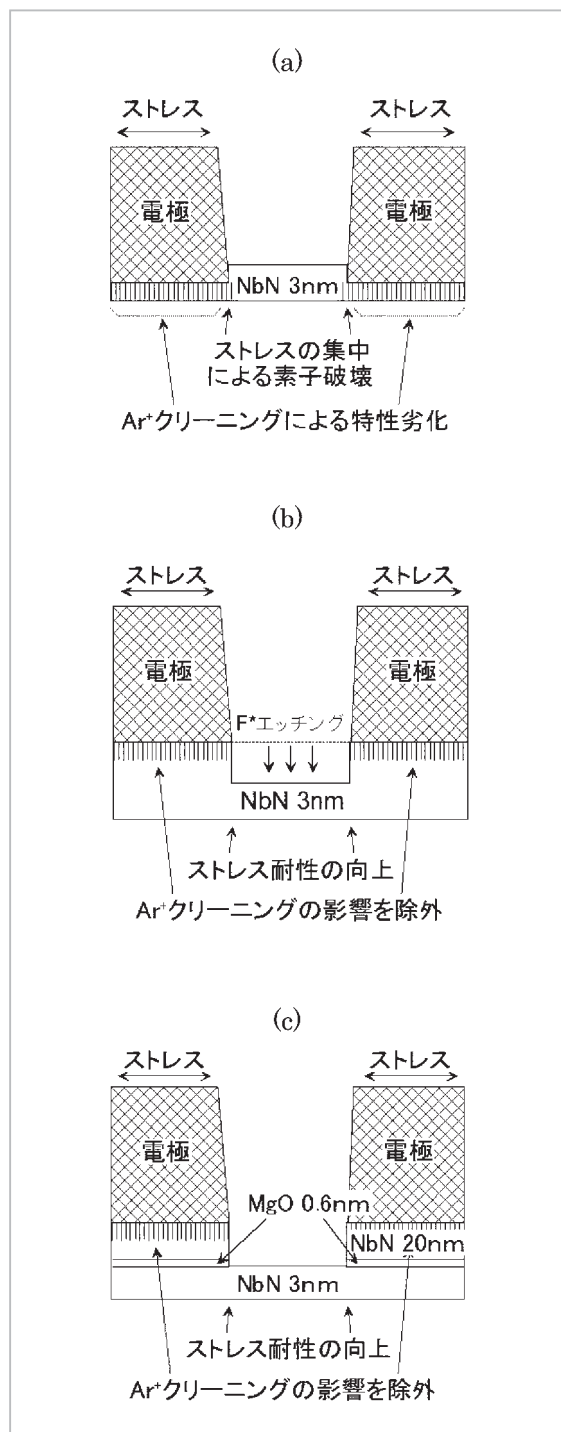 (a)
ストレス ストレス
電極 電極
NbN 3nm
ストレスの集中
による素子破壊
Ar⁺クリーニングによる特性劣化
(b)
ストレス ストレス
電極 電極
F*エッチング
NbN 3nm
ストレス耐性の向上
Ar⁺クリーニングの影響を除外
(c)
ストレス ストレス
電極 電極
MgO 0.6nm
NbN 20nm
NbN 3nm
ストレス耐性の向上
Ar⁺クリーニングの影響を除外